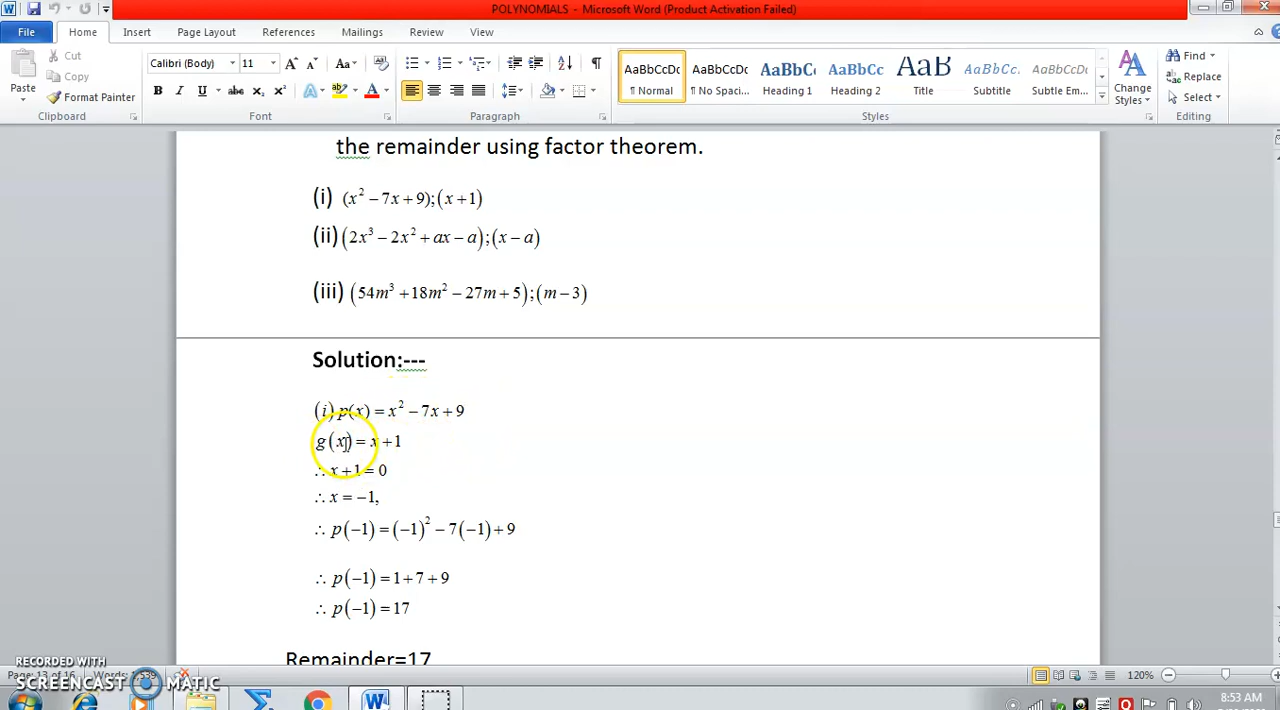 POLYNOMIALS - Microsoft Word (Product Activation Failed)
File Home Insert Page Layout References Mailings Review View
Cut
Copy
Format Painter
Paste
Calibri (Body) 11
Clipboard Font Paragraph Styles Editing
AaBbCcDc AaBbCcDc AaBbC AaBbCc AaB AaBbCc. AaBbCcDc
¶ Normal ¶ No Spaci... Heading 1 Heading 2 Title Subtitle Subtle Em...
Change Styles
Find
Replace
Select
the remainder using factor theorem.
(i) (x² − 7x + 9);(x + 1)
(ii) (2x³ − 2x² + ax − a);(x − a)
(iii) (54m³ + 18m² − 27m + 5);(m − 3)
Solution:---
(i) p(x) = x² − 7x + 9
g(x) = x + 1
∴ x + 1 = 0
∴ x = −1,
∴ p(−1) = (−1)² − 7(−1) + 9
∴ p(−1) = 1 + 7 + 9
∴ p(−1) = 17
Remainder=17
RECORDED WITH
SCREENCAST MATIC
Page: 13 of 16
120%
8:53 AM